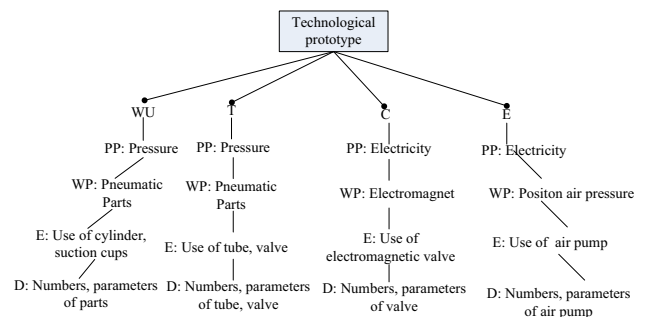 Technological
prototype
WU
T
C
E
PP: Pressure
PP: Pressure
PP: Electricity
PP: Electricity
WP: Pneumatic
Parts
WP: Pneumatic
Parts
WP: Electromagnet
WP: Positon air pressure
E: Use of cylinder,
suction cups
E: Use of tube, valve
E: Use of
electromagnetic valve
E: Use of air pump
D: Numbers, parameters
of parts
D: Numbers, parameters
of tube, valve
D: Numbers, parameters
of valve
D: Numbers, parameters
of air pump